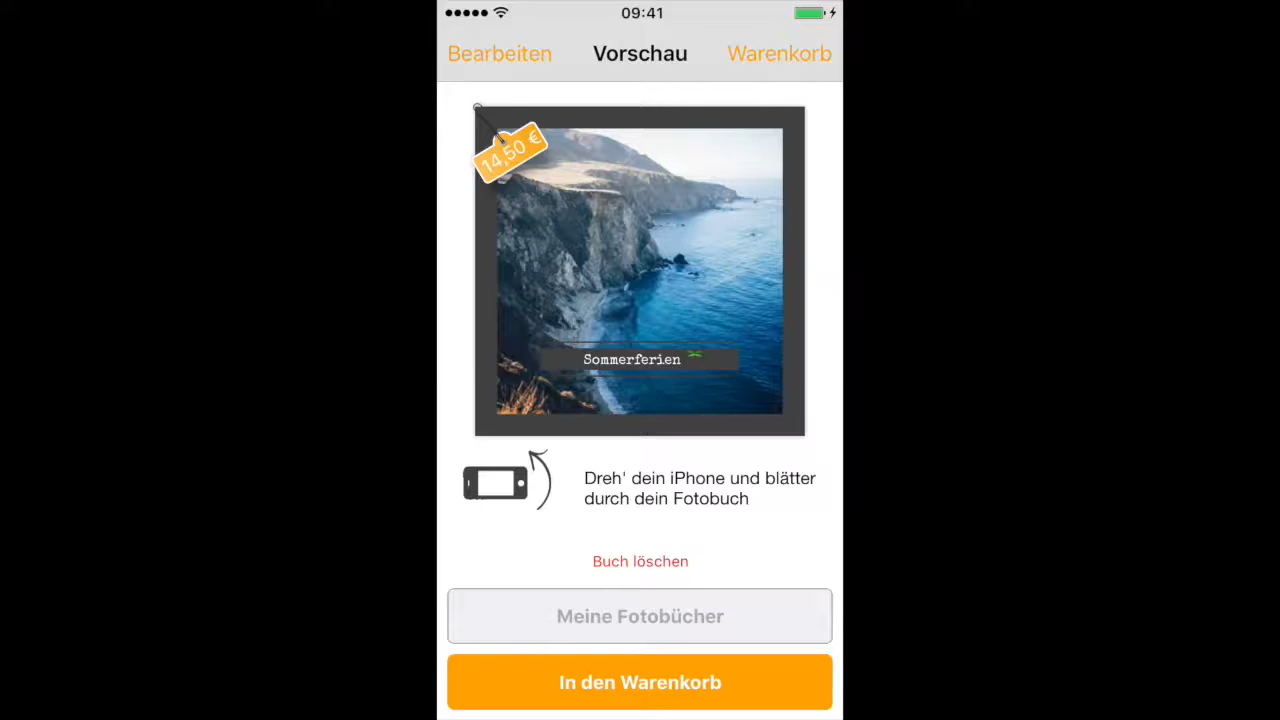 09:41
Bearbeiten
Vorschau
Warenkorb
14,50 €
Sommerferien
Dreh' dein iPhone und blätter
durch dein Fotobuch
Buch löschen
Meine Fotobücher
In den Warenkorb